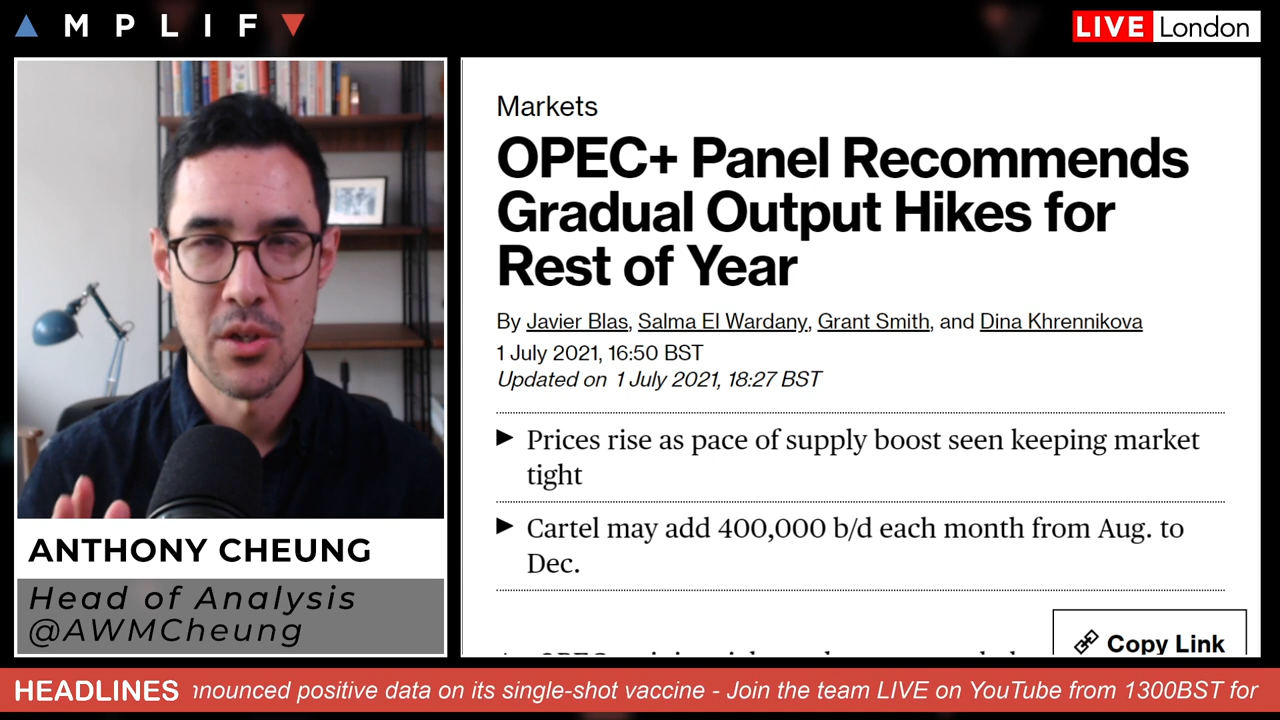 AMPLIFY
LIVE London
Markets
OPEC+ Panel Recommends
Gradual Output Hikes for
Rest of Year
By Javier Blas, Salma El Wardany, Grant Smith, and Dina Khrennikova
1 July 2021, 16:50 BST
Updated on 1 July 2021, 18:27 BST
Prices rise as pace of supply boost seen keeping market
tight
Cartel may add 400,000 b/d each month from Aug. to
Dec.
Copy Link
ANTHONY CHEUNG
Head of Analysis
@AWMCheung
HEADLINES nnounced positive data on its single-shot vaccine - Join the team LIVE on YouTube from 1300BST for